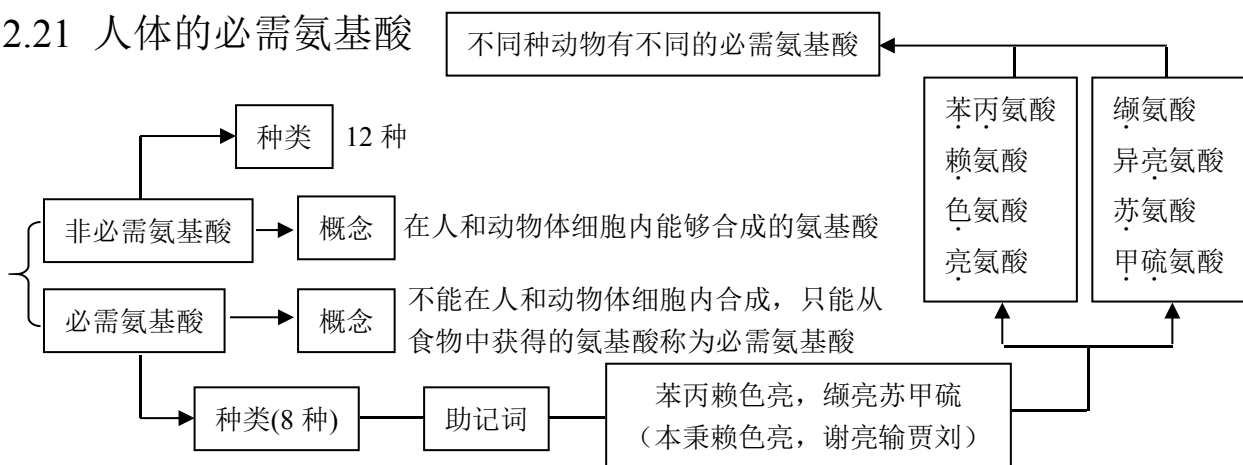 2.21 人体的必需氨基酸
不同种动物有不同的必需氨基酸
种类 12 种
非必需氨基酸
概念
在人和动物体细胞内能够合成的氨基酸
必需氨基酸
概念
不能在人和动物体细胞内合成，只能从
食物中获得的氨基酸称为必需氨基酸
种类(8 种)
助记词
苯丙赖色亮，缬亮苏甲硫
（本秉赖色亮，谢亮输贾刘）
苯丙氨酸
赖氨酸
色氨酸
亮氨酸
缬氨酸
异亮氨酸
苏氨酸
甲硫氨酸